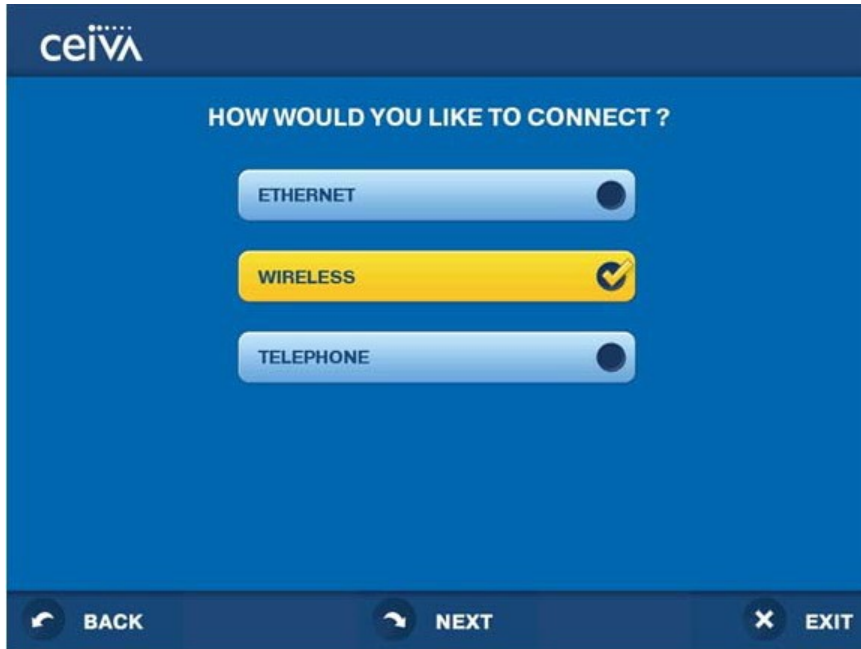 ceiva
HOW WOULD YOU LIKE TO CONNECT ?
ETHERNET
WIRELESS
TELEPHONE
BACK NEXT EXIT